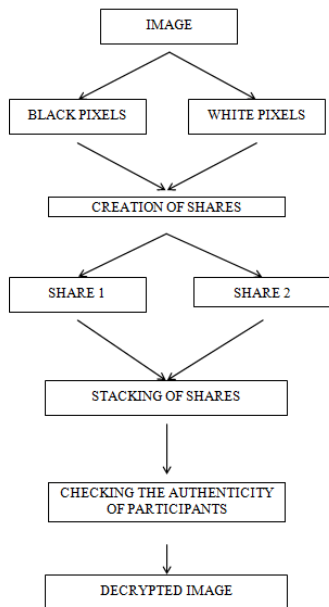 IMAGE
BLACK PIXELS
WHITE PIXELS
CREATION OF SHARES
SHARE 1
SHARE 2
STACKING OF SHARES
CHECKING THE AUTHENTICITY
OF PARTICIPANTS
DECRYPTED IMAGE